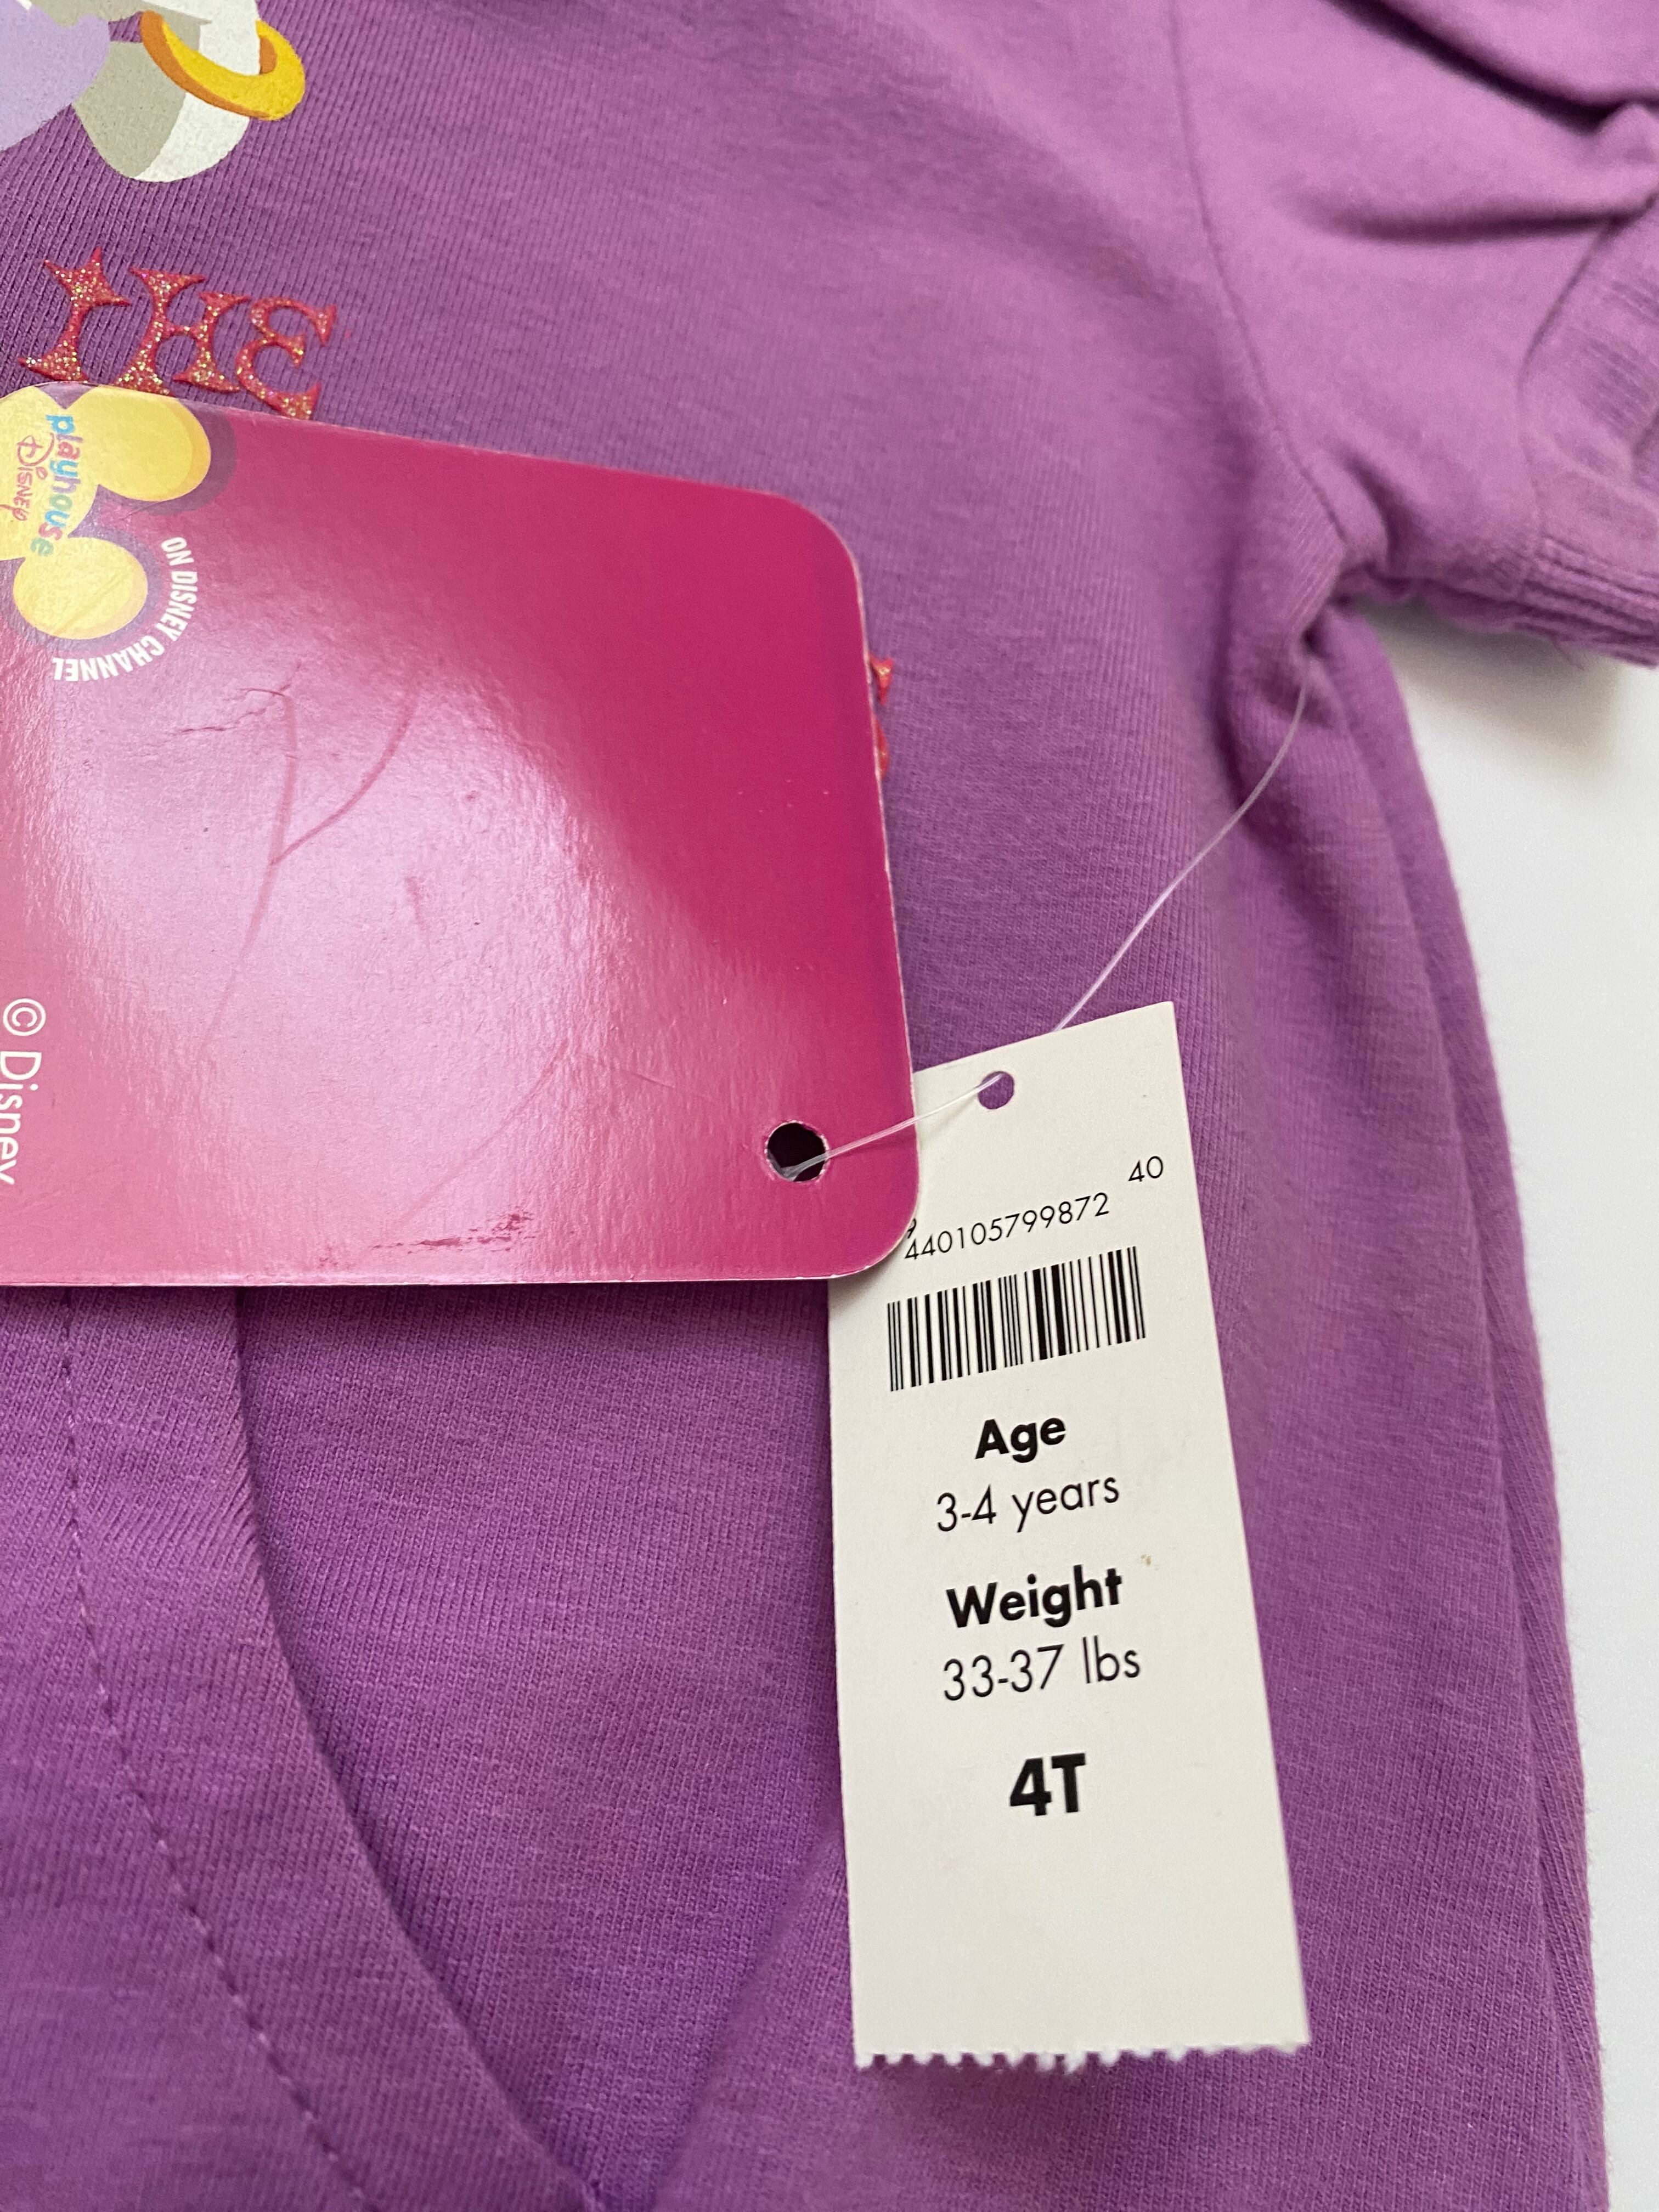 THE
playhouse
DISNEY
ON DISNEY CHANNEL
© Disney
40
440105799872
Age
3-4 years
Weight
33-37 lbs
4T